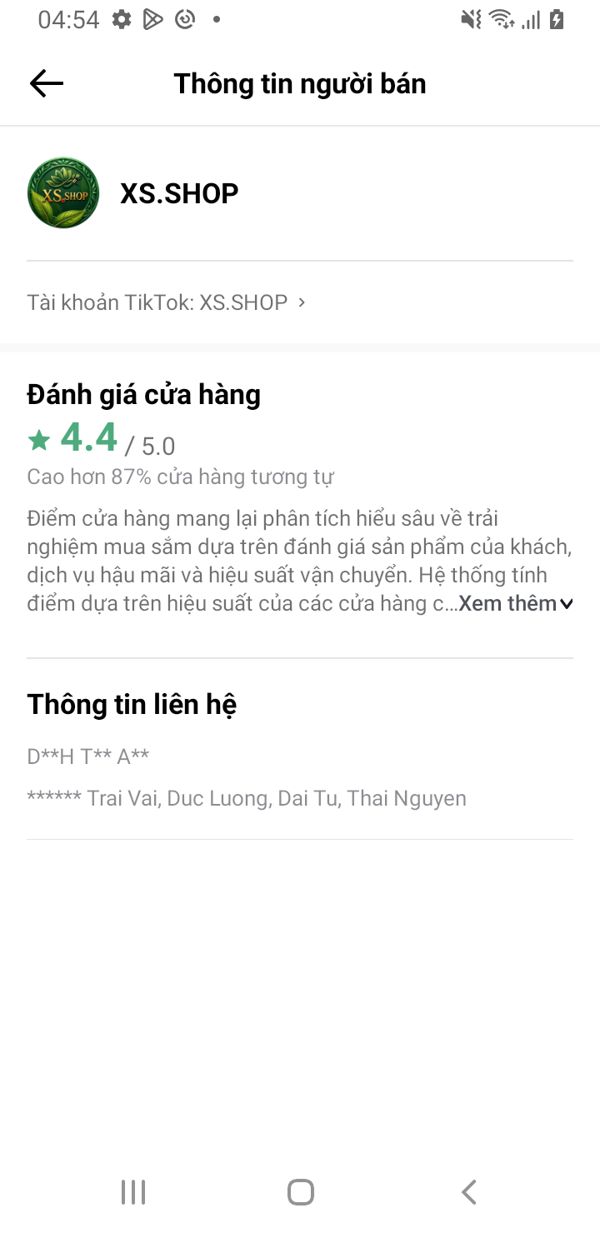 04:54
Thông tin người bán
XS.SHOP
XS.SHOP
Tài khoản TikTok: XS.SHOP >
Đánh giá cửa hàng
★ 4.4 / 5.0
Cao hơn 87% cửa hàng tương tự
Điểm cửa hàng mang lại phân tích hiểu sâu về trải
nghiệm mua sắm dựa trên đánh giá sản phẩm của khách,
dịch vụ hậu mãi và hiệu suất vận chuyển. Hệ thống tính
điểm dựa trên hiệu suất của các cửa hàng c...Xem thêm
Thông tin liên hệ
D**H T** A**
****** Trai Vai, Duc Luong, Dai Tu, Thai Nguyen